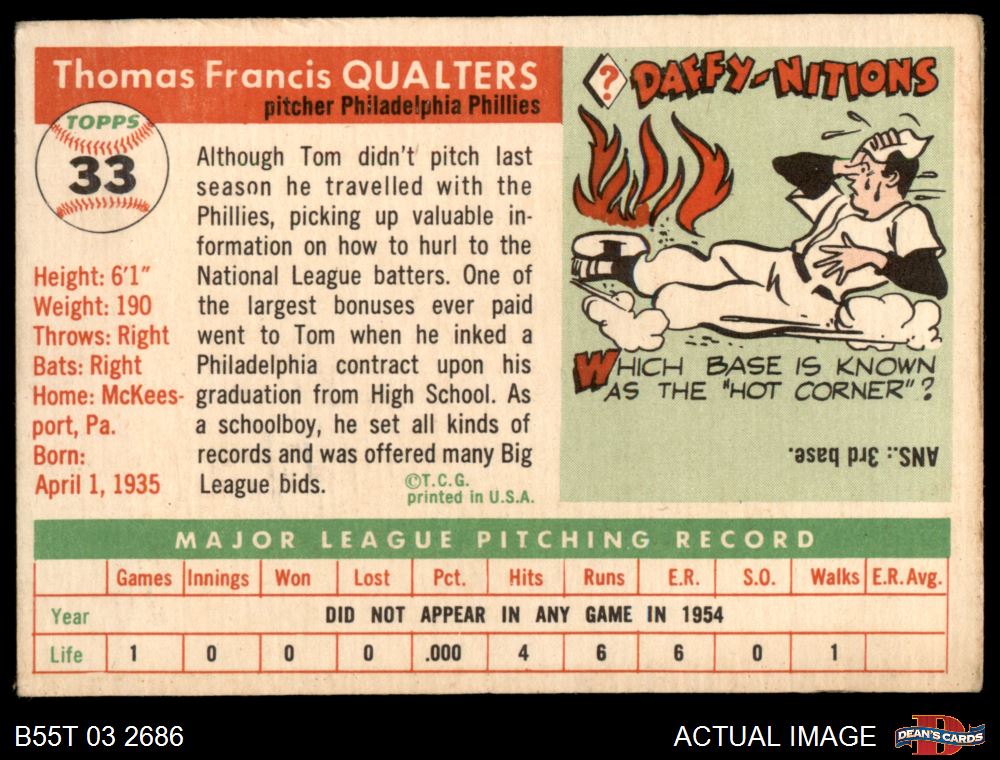 Thomas Francis QUALTERS
pitcher Philadelphia Phillies
TOPPS
33
Height: 6'1"
Weight: 190
Throws: Right
Bats: Right
Home: McKees-
port, Pa.
Born:
April 1, 1935
Although Tom didn't pitch last
season he travelled with the
Phillies, picking up valuable in-
formation on how to hurl to the
National League batters. One of
the largest bonuses ever paid
went to Tom when he inked a
Philadelphia contract upon his
graduation from High School. As
a schoolboy, he set all kinds of
records and was offered many Big
League bids.
©T.C.G.
printed in U.S.A.
? DAFFY-NITIONS
WHICH BASE IS KNOWN
AS THE "HOT CORNER"?
ANS.: 3rd base.
MAJOR LEAGUE PITCHING RECORD
Games Innings Won Lost Pct. Hits Runs E.R. S.O. Walks E.R.Avg.
Year DID NOT APPEAR IN ANY GAME IN 1954
Life 1 0 0 0 .000 4 6 6 0 1
B55T 03 2686
ACTUAL IMAGE
D
DEAN'S CARDS